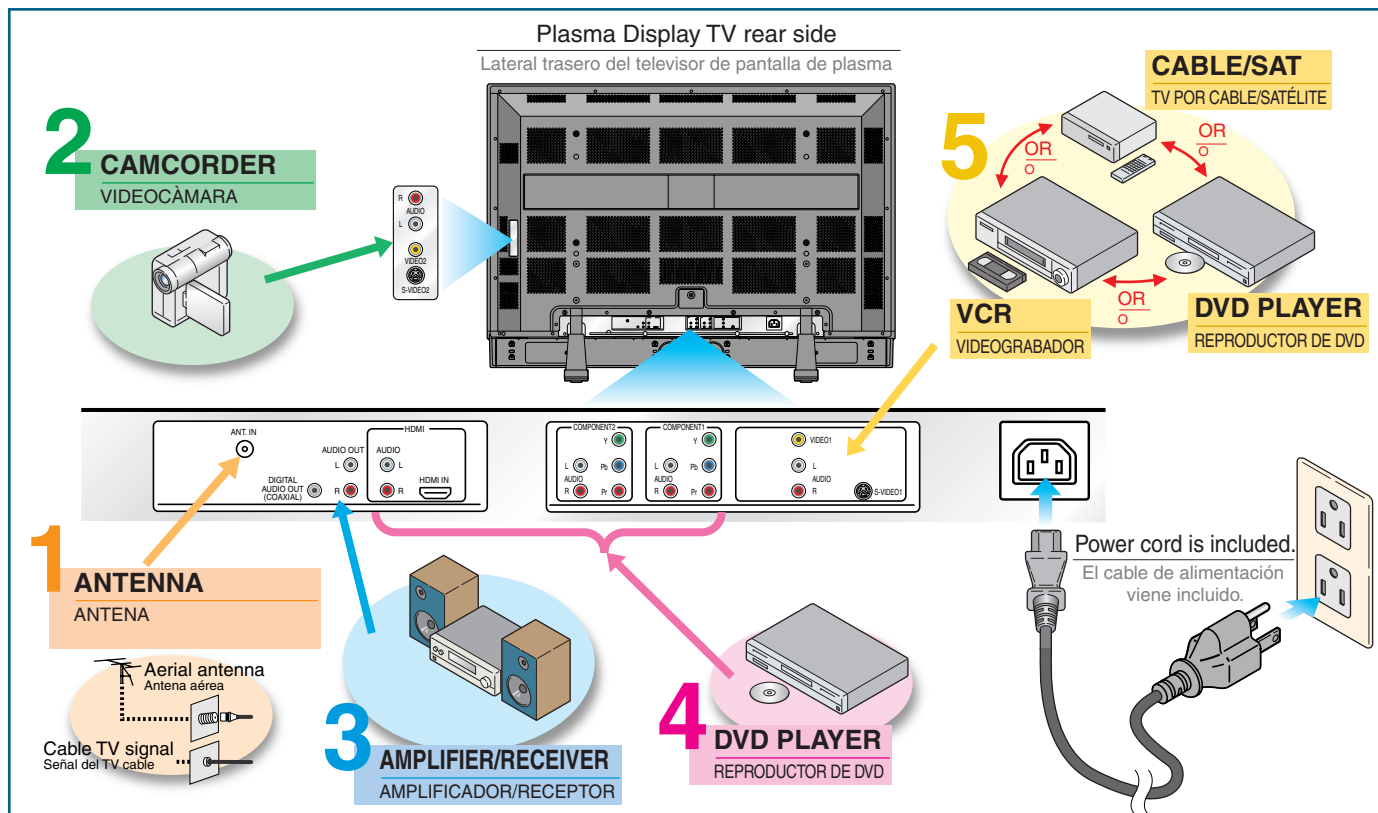 Plasma Display TV rear side
Lateral trasero del televisor de pantalla de plasma
2
CAMCORDER
VIDEOCÀMARA
R
AUDIO
L
VIDEO2
S-VIDEO2
5
CABLE/SAT
TV POR CABLE/SATÉLITE
OR
O
OR
O
OR
O
VCR
VIDEOGRABADOR
DVD PLAYER
REPRODUCTOR DE DVD
ANT. IN
DIGITAL
AUDIO OUT
(COAXIAL)
AUDIO OUT
L
R
HDMI
AUDIO
L
R
HDMI IN
COMPONENT2
Y
L
Pb
AUDIO
R
Pr
COMPONENT1
Y
L
Pb
AUDIO
R
Pr
VIDEO1
L
AUDIO
R
S-VIDEO1
1
ANTENNA
ANTENA
Aerial antenna
Antena aérea
Cable TV signal
Señal del TV cable
3
AMPLIFIER/RECEIVER
AMPLIFICADOR/RECEPTOR
4
DVD PLAYER
REPRODUCTOR DE DVD
Power cord is included.
El cable de alimentación
viene incluido.